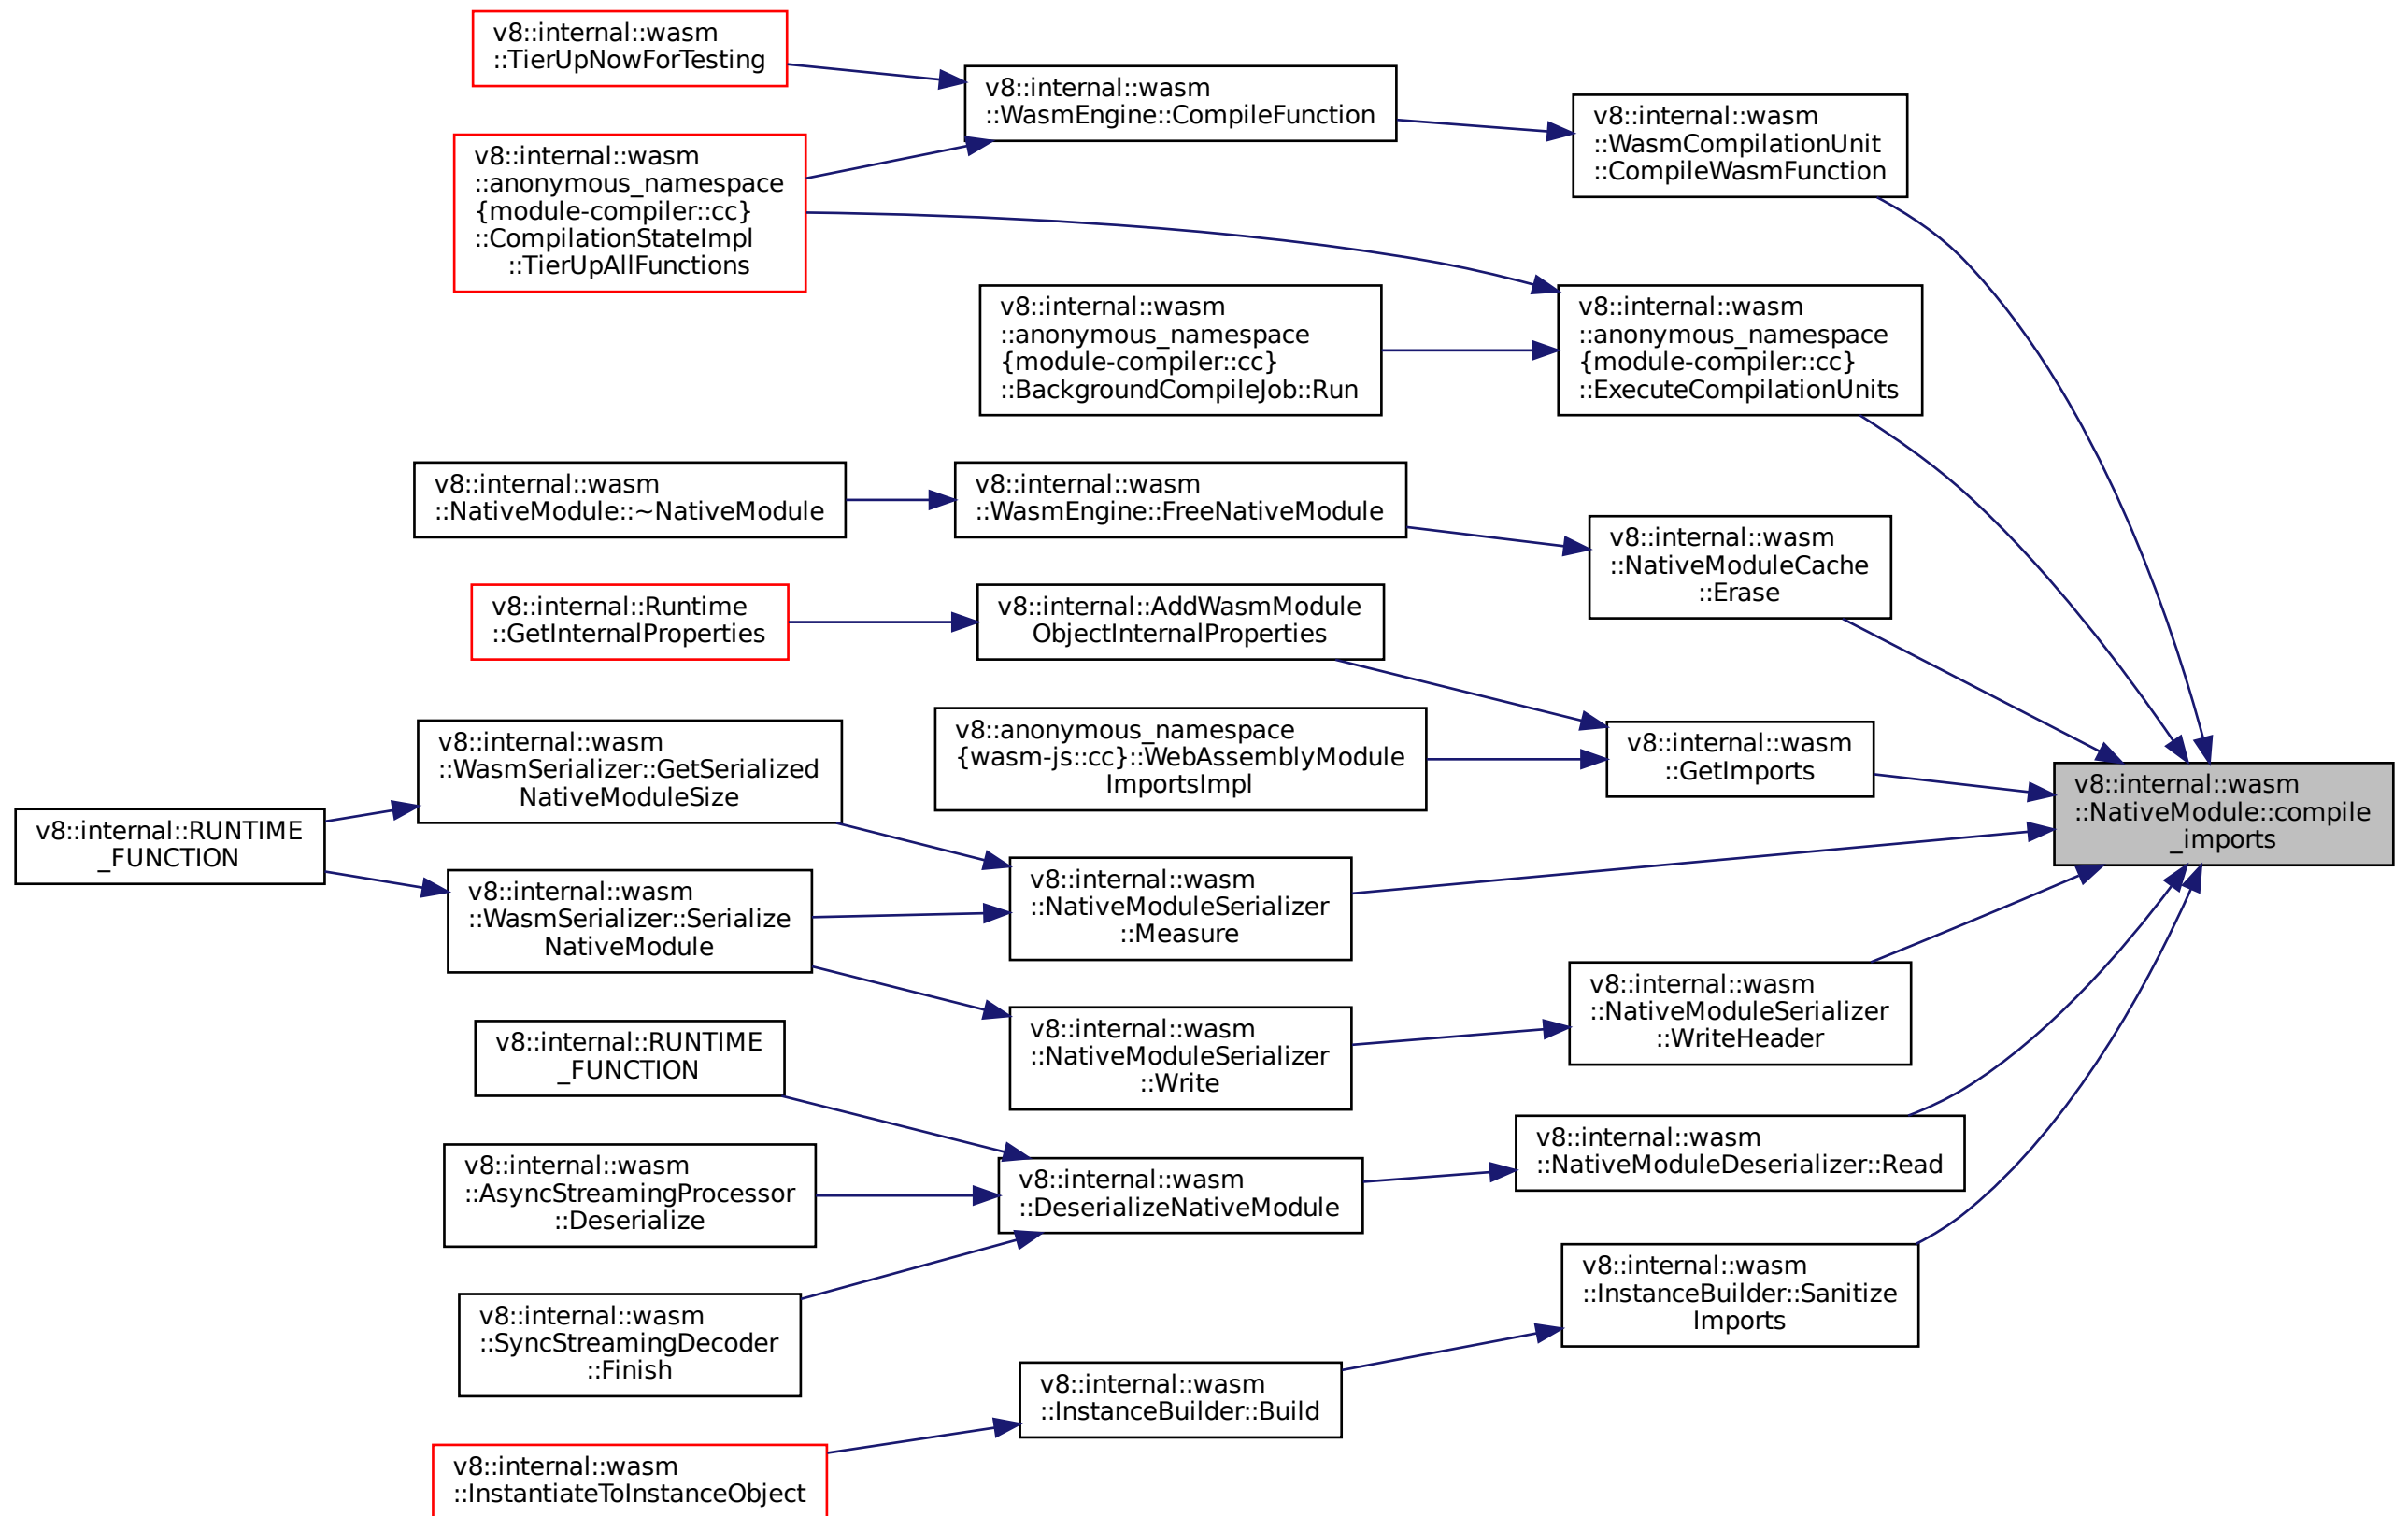 v8::internal::wasm
::TierUpNowForTesting
v8::internal::wasm
::WasmEngine::CompileFunction
v8::internal::wasm
::WasmCompilationUnit
::CompileWasmFunction
v8::internal::wasm
::anonymous_namespace
{module-compiler::cc}
::CompilationStateImpl
::TierUpAllFunctions
v8::internal::wasm
::anonymous_namespace
{module-compiler::cc}
::BackgroundCompileJob::Run
v8::internal::wasm
::anonymous_namespace
{module-compiler::cc}
::ExecuteCompilationUnits
v8::internal::wasm
::NativeModule::~NativeModule
v8::internal::wasm
::WasmEngine::FreeNativeModule
v8::internal::wasm
::NativeModuleCache
::Erase
v8::internal::Runtime
::GetInternalProperties
v8::internal::AddWasmModule
ObjectInternalProperties
v8::anonymous_namespace
{wasm-js::cc}::WebAssemblyModule
ImportsImpl
v8::internal::wasm
::GetImports
v8::internal::wasm
::NativeModule::compile
_imports
v8::internal::wasm
::WasmSerializer::GetSerialized
NativeModuleSize
v8::internal::RUNTIME
_FUNCTION
v8::internal::wasm
::WasmSerializer::Serialize
NativeModule
v8::internal::wasm
::NativeModuleSerializer
::Measure
v8::internal::wasm
::NativeModuleSerializer
::WriteHeader
v8::internal::wasm
::NativeModuleSerializer
::Write
v8::internal::RUNTIME
_FUNCTION
v8::internal::wasm
::AsyncStreamingProcessor
::Deserialize
v8::internal::wasm
::DeserializeNativeModule
v8::internal::wasm
::NativeModuleDeserializer::Read
v8::internal::wasm
::SyncStreamingDecoder
::Finish
v8::internal::wasm
::InstanceBuilder::Sanitize
Imports
v8::internal::wasm
::InstanceBuilder::Build
v8::internal::wasm
::InstantiateToInstanceObject